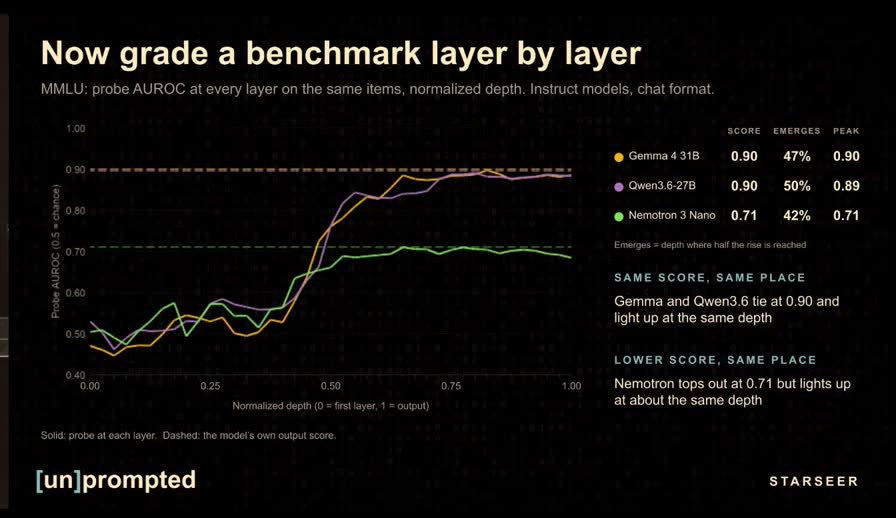 Now grade a benchmark layer by layer
MMLU: probe AUROC at every layer on the same items, normalized depth. Instruct models, chat format.
Probe AUROC (0.5 = chance)
1.00
0.90
0.80
0.70
0.60
0.50
0.40
0.00 0.25 0.50 0.75 1.00
Normalized depth (0 = first layer, 1 = output)
Solid: probe at each layer. Dashed: the model's own output score.
SCORE EMERGES PEAK
Gemma 4 31B 0.90 47% 0.90
Qwen3.6-27B 0.90 50% 0.89
Nemotron 3 Nano 0.71 42% 0.71
Emerges = depth where half the rise is reached
SAME SCORE, SAME PLACE
Gemma and Qwen3.6 tie at 0.90 and
light up at the same depth
LOWER SCORE, SAME PLACE
Nemotron tops out at 0.71 but lights up
at about the same depth
[un]prompted
STARSEER